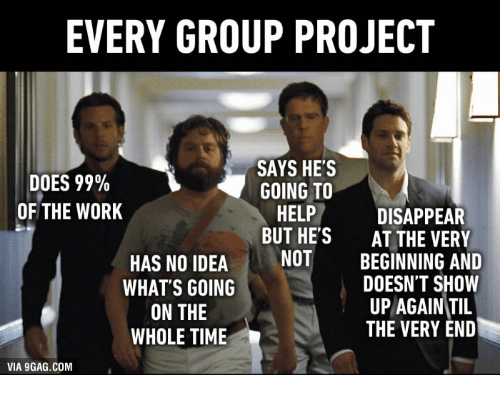 EVERY GROUP PROJECT
DOES 99%
OF THE WORK
HAS NO IDEA
WHAT'S GOING
ON THE
WHOLE TIME
SAYS HE'S
GOING TO
HELP
BUT HE'S
NOT
DISAPPEAR
AT THE VERY
BEGINNING AND
DOESN'T SHOW
UP AGAIN TIL
THE VERY END
VIA 9GAG.COM